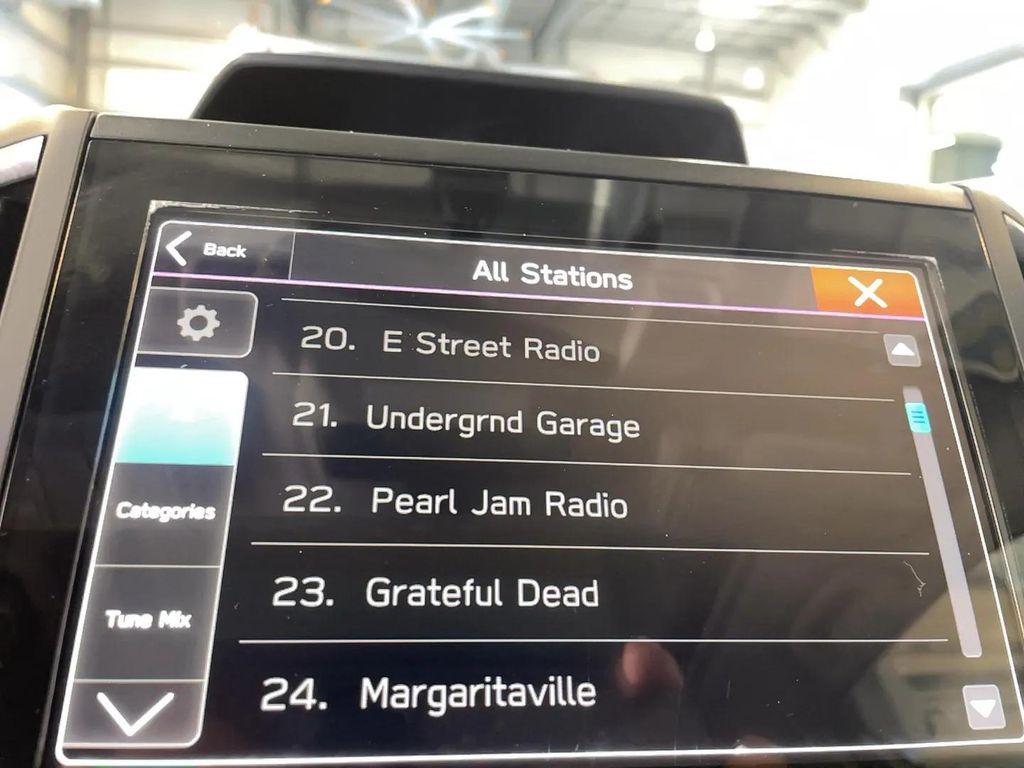 Back
All Stations
20. E Street Radio
21. Undergrnd Garage
22. Pearl Jam Radio
Categories
23. Grateful Dead
Tune Mix
24. Margaritaville